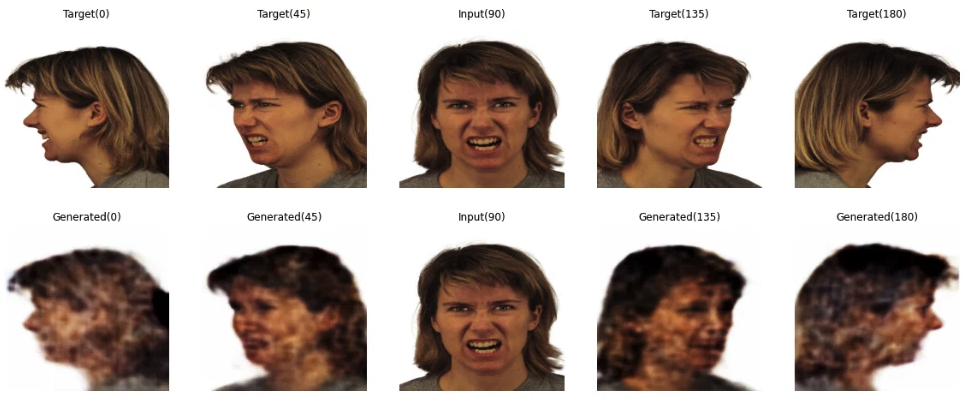 Target(0) Target(45) Input(90) Target(135) Target(180)
Generated(0) Generated(45) Input(90) Generated(135) Generated(180)